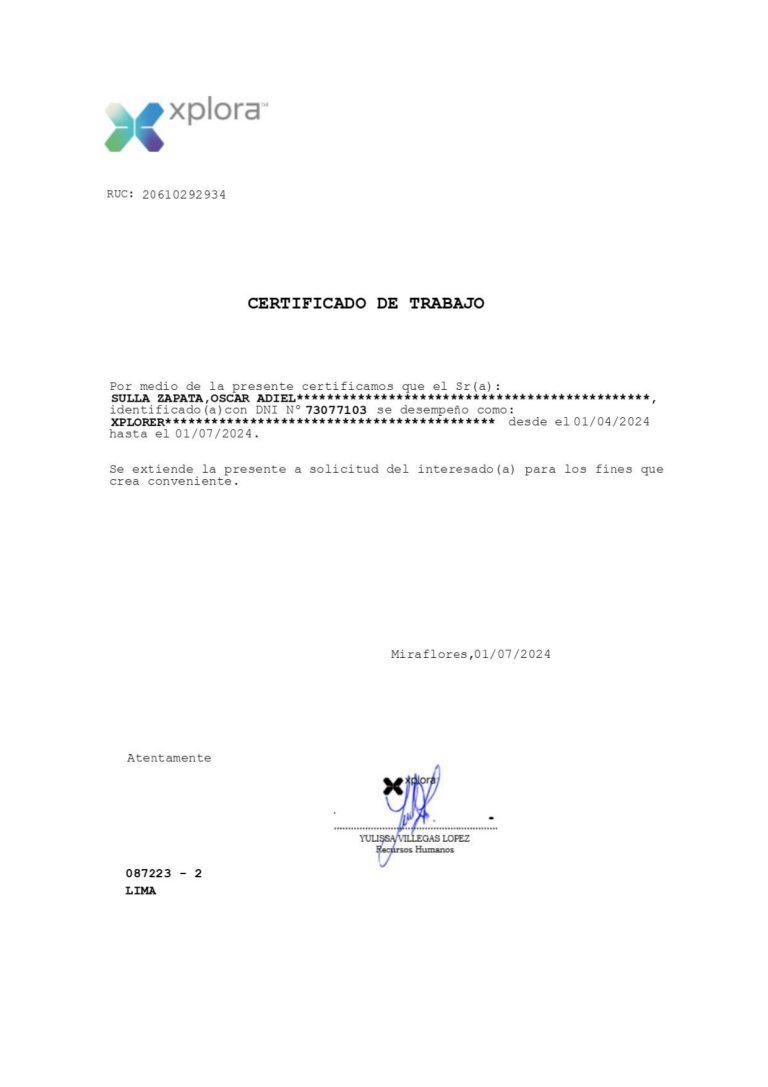 xplora™
RUC: 20610292934
CERTIFICADO DE TRABAJO
Por medio de la presente certificamos que el Sr(a):
SULLA ZAPATA,OSCAR ADIEL**********************************************,
identificado(a)con DNI N° 73077103 se desempeño como:
XPLORER******************************************* desde el 01/04/2024
hasta el 01/07/2024.
Se extiende la presente a solicitud del interesado(a) para los fines que
crea conveniente.
Miraflores,01/07/2024
Atentamente
xplora
YULISSA VILLEGAS LOPEZ
Recursos Humanos
087223 - 2
LIMA